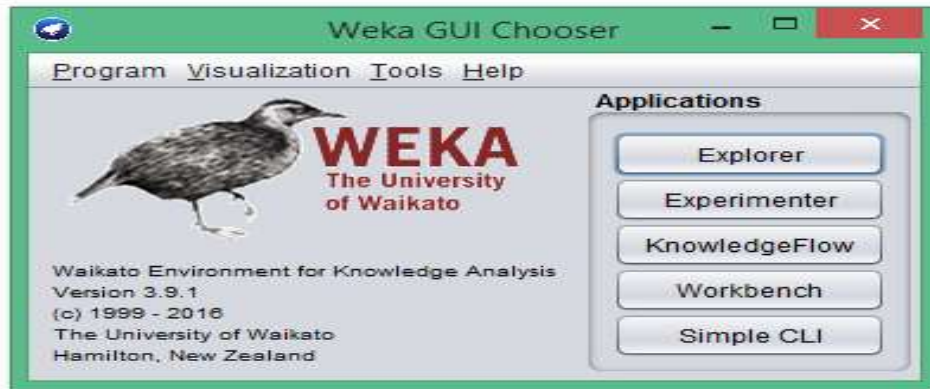 Weka GUI Chooser
Program Visualization Tools Help
WEKA
The University
of Waikato
Waikato Environment for Knowledge Analysis
Version 3.9.1
(c) 1999 - 2016
The University of Waikato
Hamilton, New Zealand
Applications
Explorer
Experimenter
KnowledgeFlow
Workbench
Simple CLI